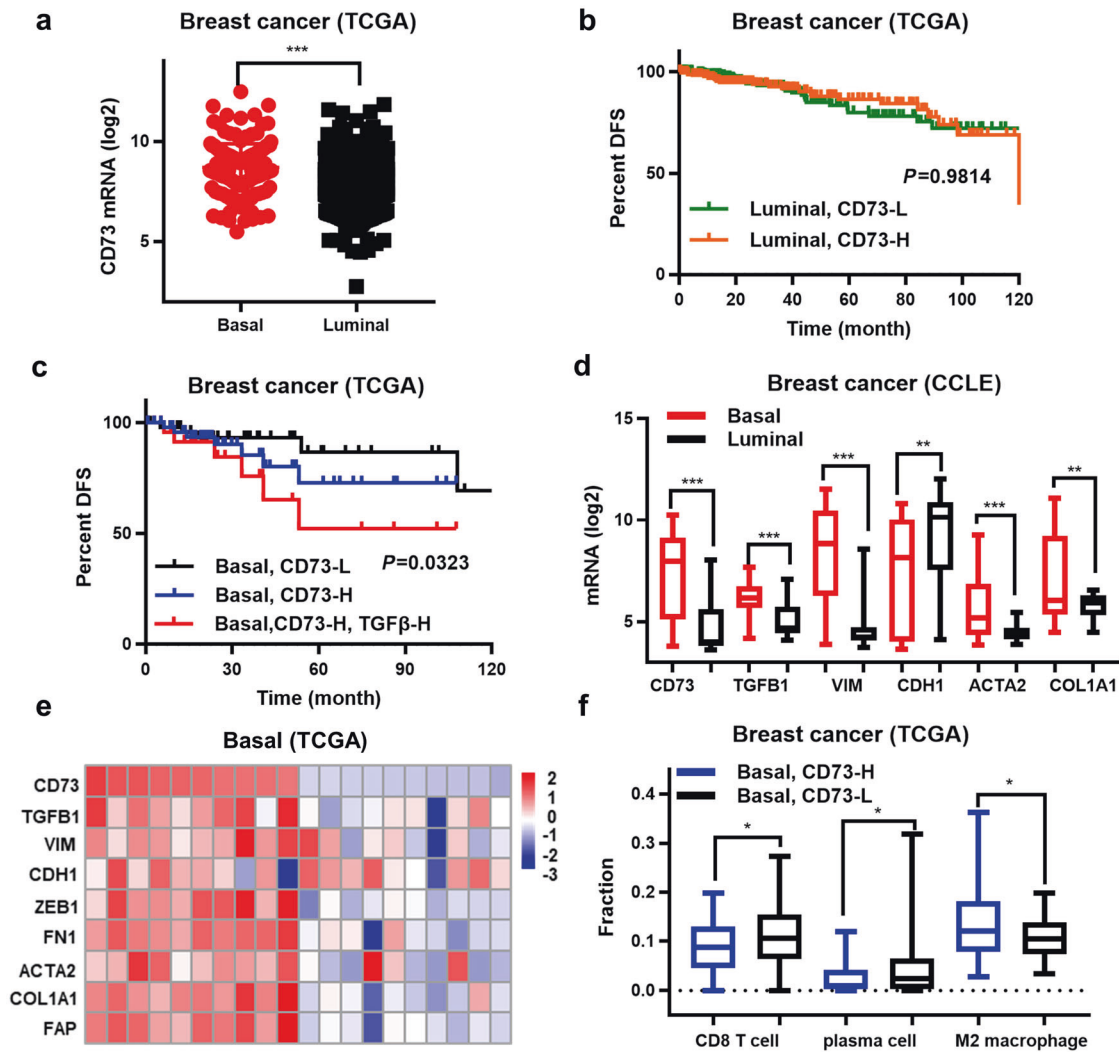 a
Breast cancer (TCGA)
***
CD73 mRNA (log2)
10
5
Basal
Luminal
b
Breast cancer (TCGA)
Percent DFS
100
50
0
P=0.9814
Luminal, CD73-L
Luminal, CD73-H
0 20 40 60 80 100 120
Time (month)
c
Breast cancer (TCGA)
Percent DFS
100
50
0
P=0.0323
Basal, CD73-L
Basal, CD73-H
Basal,CD73-H, TGFβ-H
0 30 60 90 120
Time (month)
d
Breast cancer (CCLE)
mRNA (log2)
15
10
5
Basal
Luminal
*** *** *** ** *** **
CD73 TGFB1 VIM CDH1 ACTA2 COL1A1
e
Basal (TCGA)
CD73
TGFB1
VIM
CDH1
ZEB1
FN1
ACTA2
COL1A1
FAP
2
1
0
-1
-2
-3
f
Breast cancer (TCGA)
Basal, CD73-H
Basal, CD73-L
Fraction
0.4
0.3
0.2
0.1
0.0
* * *
CD8 T cell plasma cell M2 macrophage